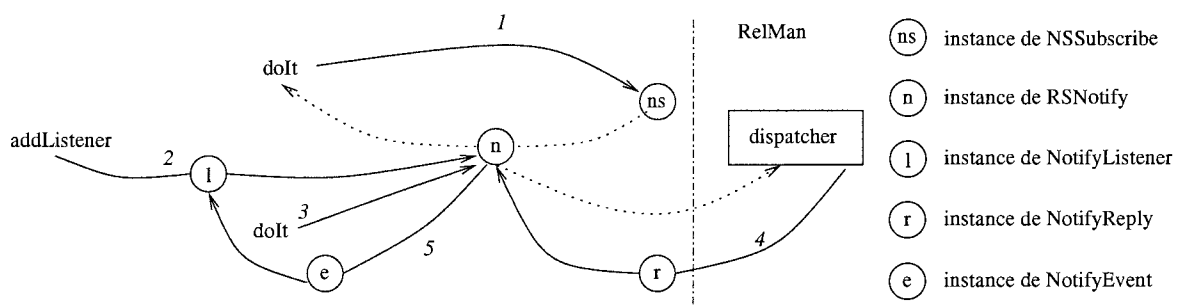 1
RelMan
ns instance de NSSubscribe
doIt
ns
n instance de RSNotify
addListener
2
l
n
dispatcher
l instance de NotifyListener
3
doIt
5
4
r instance de NotifyReply
e
r
e instance de NotifyEvent